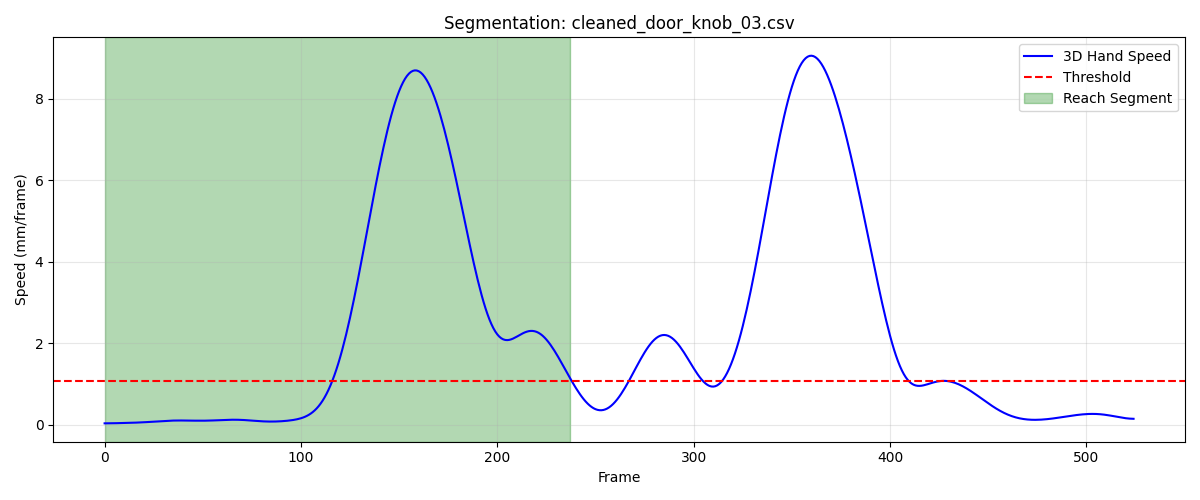 Segmentation: cleaned_door_knob_03.csv
Speed (mm/frame)
8
6
4
2
0
3D Hand Speed
Threshold
Reach Segment
0 100 200 300 400 500
Frame